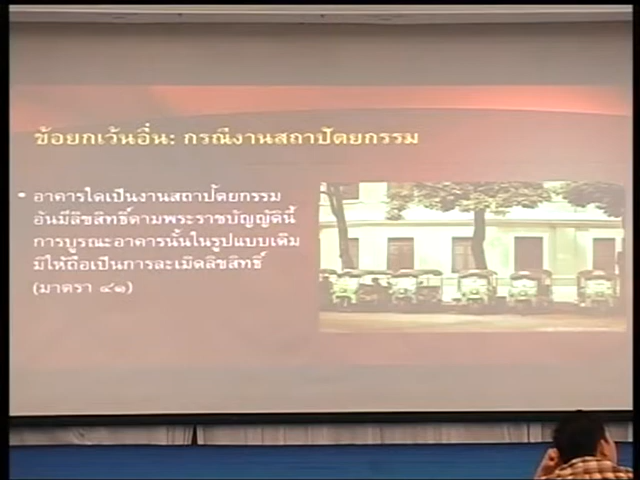 ข้อยกเว้นอื่น: กรณีงานสถาปัตยกรรม
• อาคารใดเป็นงานสถาปัตยกรรม
อันมีลิขสิทธิ์ตามพระราชบัญญัตินี้
การบูรณะอาคารนั้นในรูปแบบเดิม
มิให้ถือเป็นการละเมิดลิขสิทธิ์
(มาตรา ๔๑)